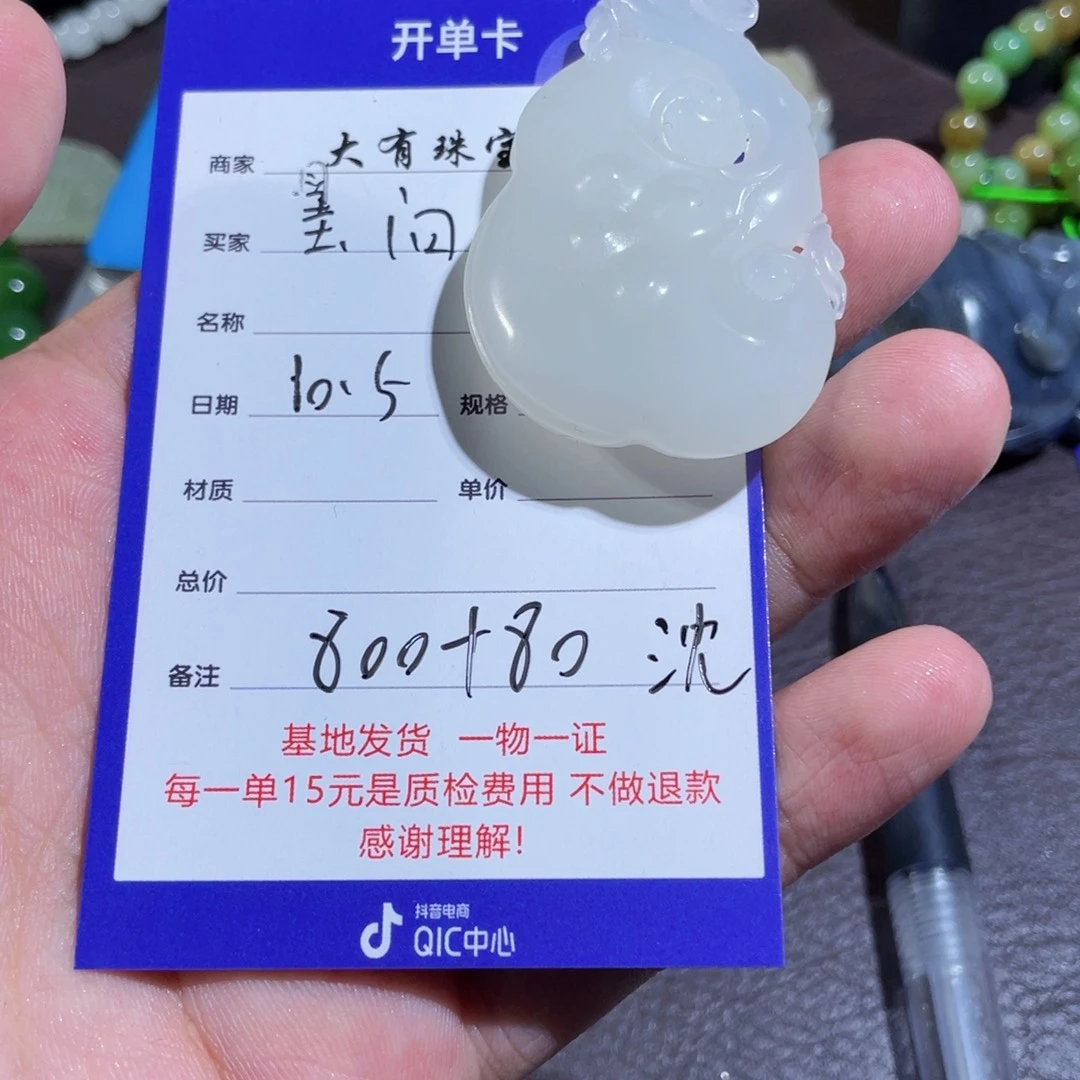 开单卡
商家 大有珠宝
买家 墨问
名称
日期 10.5 规格
材质 单价
总价
备注 800+80 沈
基地发货 一物一证
每一单15元是质检费用 不做退款
感谢理解!
抖音电商
QIC中心